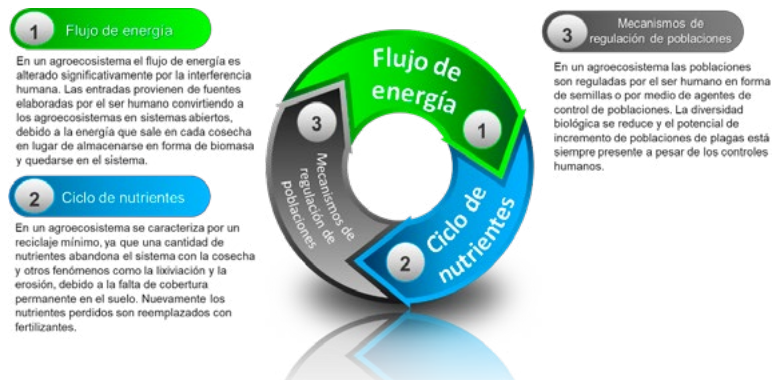 1 Flujo de energía
En un agroecosistema el flujo de energía es
alterado significativamente por la interferencia
humana. Las entradas provienen de fuentes
elaboradas por el ser humano convirtiendo a
los agroecosistemas en sistemas abiertos,
debido a la energía que sale en cada cosecha
en lugar de almacenarse en forma de biomasa
y quedarse en el sistema.
2 Ciclo de nutrientes
En un agroecosistema se caracteriza por un
reciclaje mínimo, ya que una cantidad de
nutrientes abandona el sistema con la cosecha
y otros fenómenos como la lixiviación y la
erosión, debido a la falta de cobertura
permanente en el suelo. Nuevamente los
nutrientes perdidos son reemplazados con
fertilizantes.
Flujo de
energía
1
Ciclo de
nutrientes
2
3
Mecanismos de
regulación de
poblaciones
3 Mecanismos de
regulación de poblaciones
En un agroecosistema las poblaciones
son reguladas por el ser humano en forma
de semillas o por medio de agentes de
control de poblaciones. La diversidad
biológica se reduce y el potencial de
incremento de poblaciones de plagas está
siempre presente a pesar de los controles
humanos.